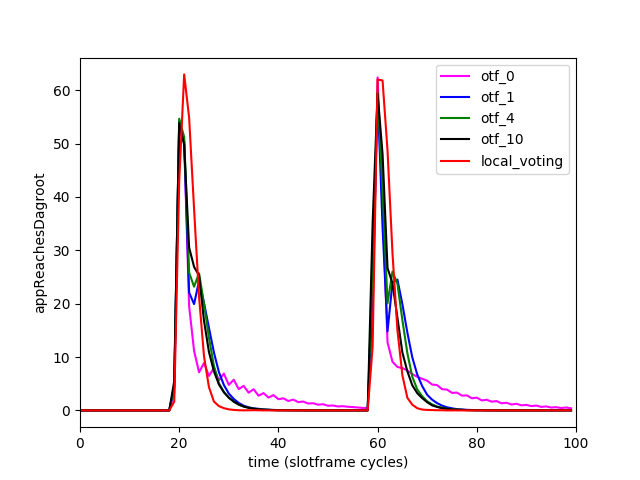 60
50
40
30
20
10
0
appReachesDagroot
otf_0
otf_1
otf_4
otf_10
local_voting
0 20 40 60 80 100
time (slotframe cycles)